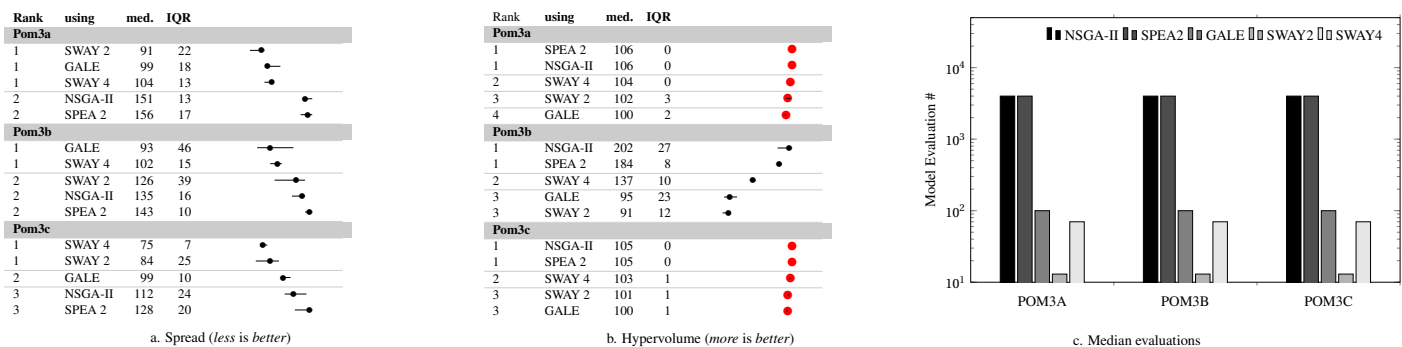 Rank using med. IQR
Pom3a
1 SWAY 2 91 22
1 GALE 99 18
1 SWAY 4 104 13
2 NSGA-II 151 13
2 SPEA 2 156 17
Pom3b
1 GALE 93 46
1 SWAY 4 102 15
2 SWAY 2 126 39
2 NSGA-II 135 16
2 SPEA 2 143 10
Pom3c
1 SWAY 4 75 7
1 SWAY 2 84 25
2 GALE 99 10
3 NSGA-II 112 24
3 SPEA 2 128 20
a. Spread (less is better)
Rank using med. IQR
Pom3a
1 SPEA 2 106 0
1 NSGA-II 106 0
2 SWAY 4 104 0
3 SWAY 2 102 3
4 GALE 100 2
Pom3b
1 NSGA-II 202 27
1 SPEA 2 184 8
2 SWAY 4 137 10
3 GALE 95 23
3 SWAY 2 91 12
Pom3c
1 NSGA-II 105 0
1 SPEA 2 105 0
2 SWAY 4 103 1
3 SWAY 2 101 1
3 GALE 100 1
b. Hypervolume (more is better)
NSGA-II SPEA2 GALE SWAY2 SWAY4
Model Evaluation #
10^4
10^3
10^2
10^1
POM3A POM3B POM3C
c. Median evaluations